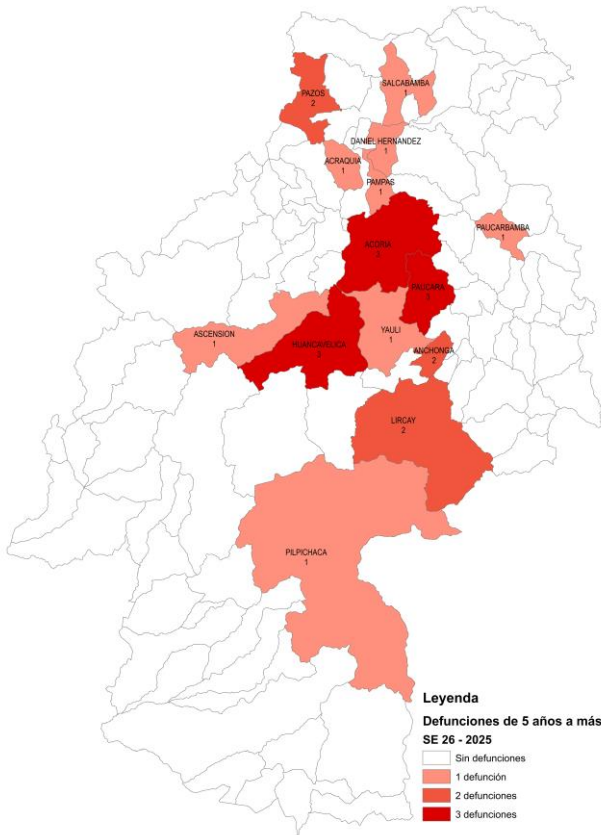 SALCABAMBA
1
PAZOS
2
DANIEL HERNANDEZ
1
ACRAQUIA
1
PAMPAS
1
PAUCARBAMBA
1
ACORIA
3
PAUCARA
3
ASCENSION
1
HUANCAVELICA
3
YAULI
1
ANCHONGA
2
LIRCAY
2
PILPICHACA
1
Leyenda
Defunciones de 5 años a más
SE 26 - 2025
Sin defunciones
1 defunción
2 defunciones
3 defunciones